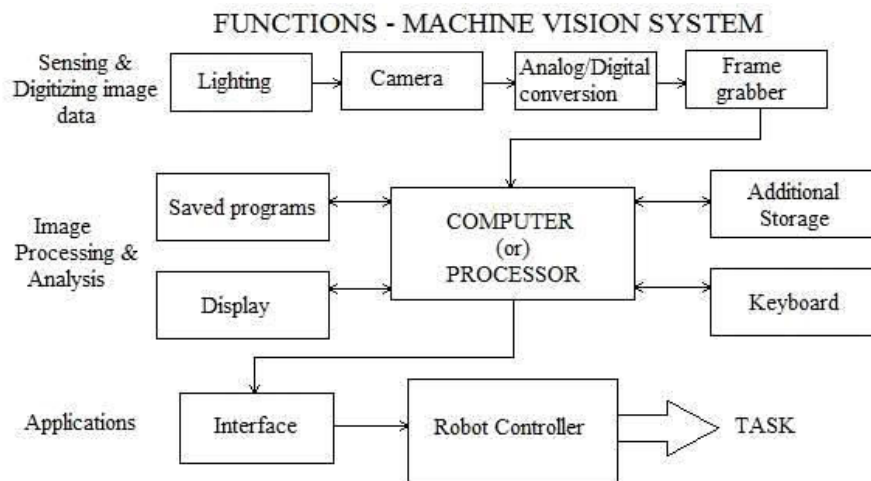 FUNCTIONS - MACHINE VISION SYSTEM
Sensing &
Digitizing image
data
Lighting
Camera
Analog/Digital
conversion
Frame
grabber
Image
Processing &
Analysis
Saved programs
Display
COMPUTER
(or)
PROCESSOR
Additional
Storage
Keyboard
Applications
Interface
Robot Controller
TASK